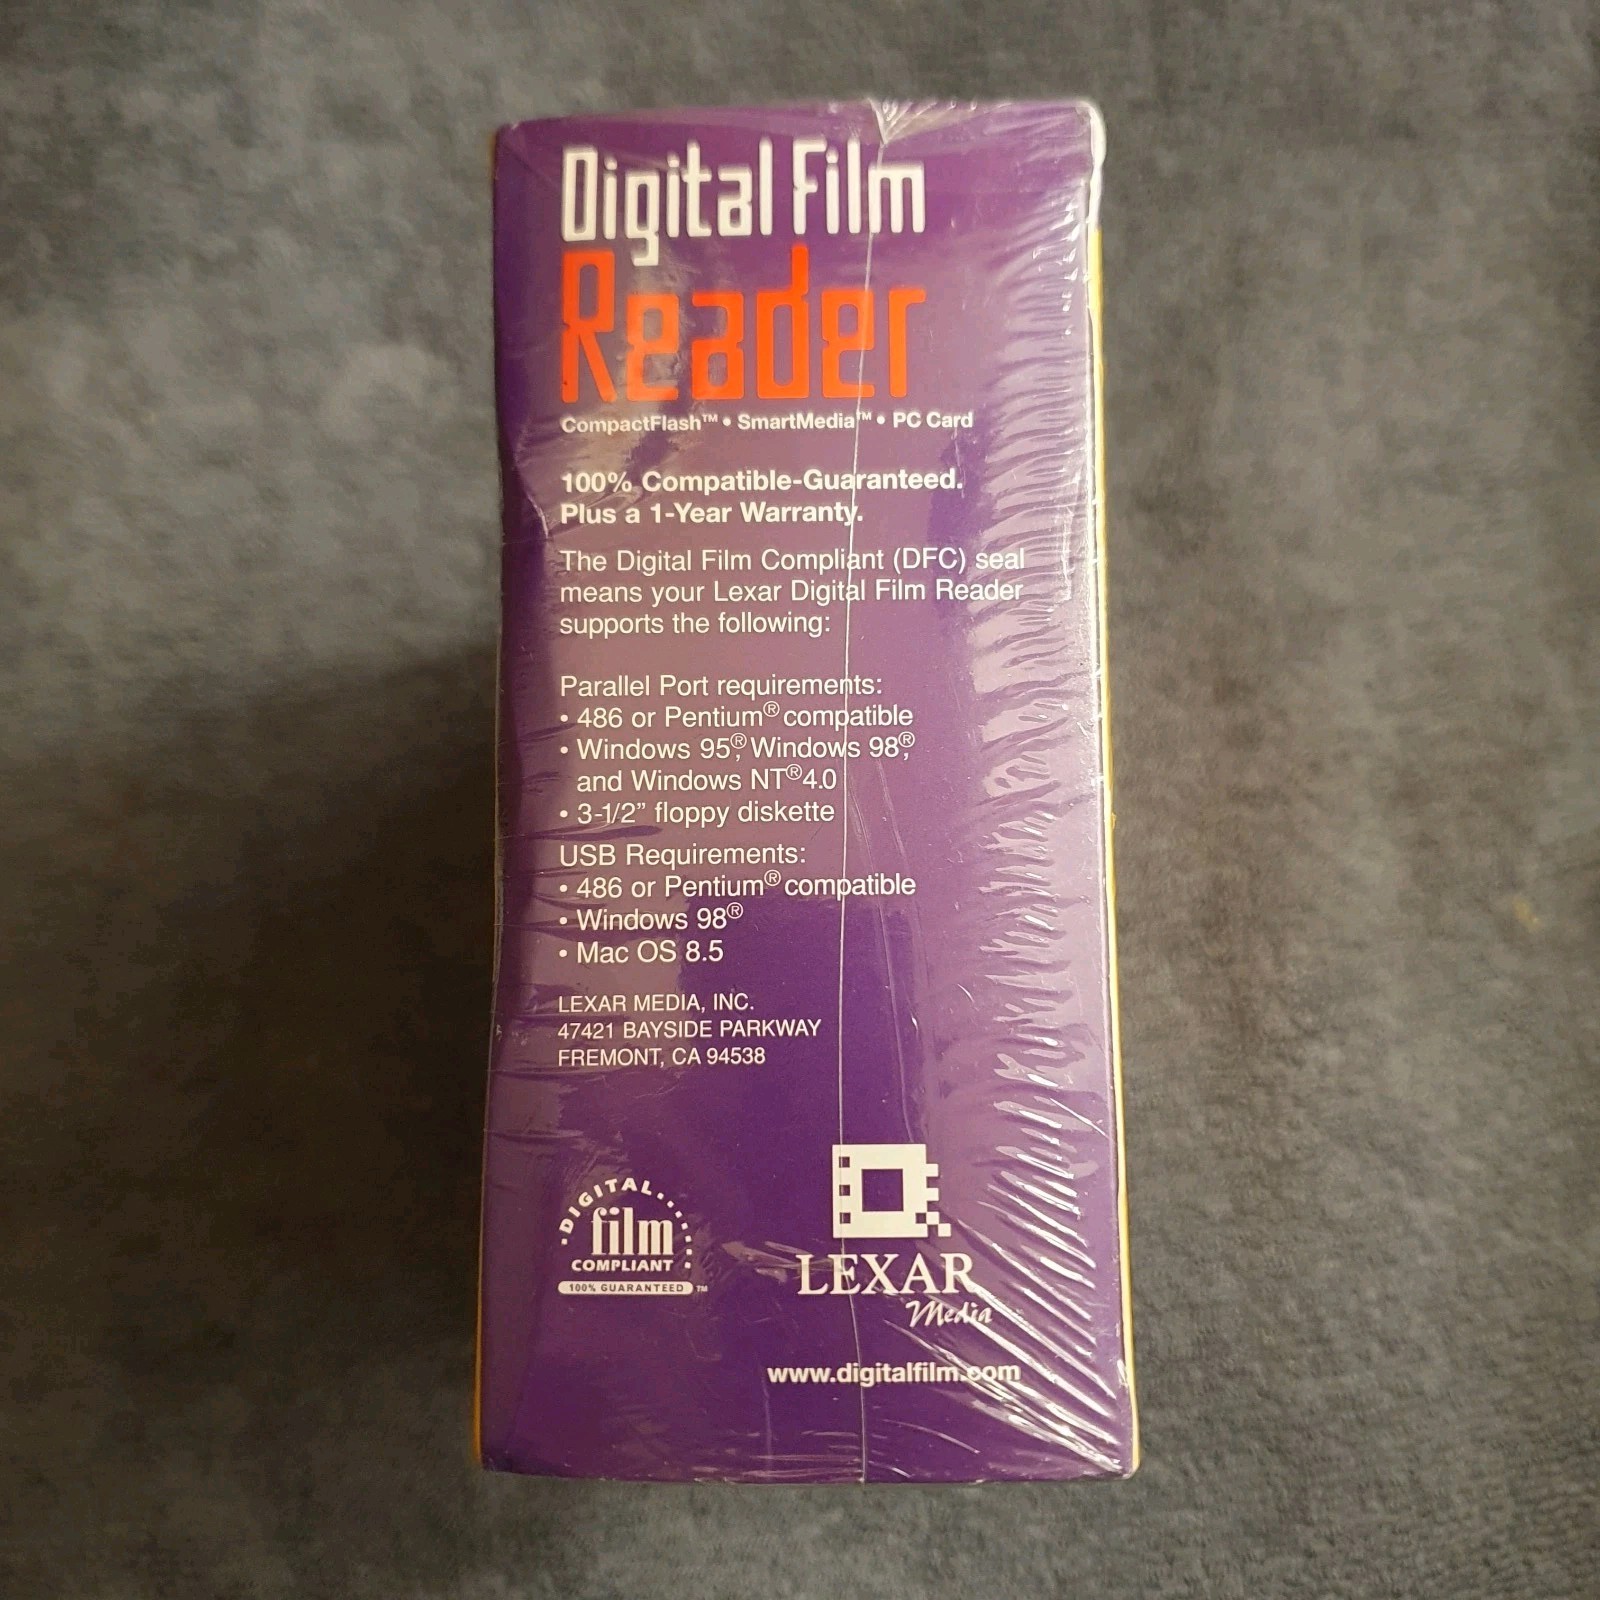 Digital Film
Reader
CompactFlash™ • SmartMedia™ • PC Card
100% Compatible-Guaranteed.
Plus a 1-Year Warranty.
The Digital Film Compliant (DFC) seal
means your Lexar Digital Film Reader
supports the following:
Parallel Port requirements:
• 486 or Pentium® compatible
• Windows 95®, Windows 98®,
and Windows NT® 4.0
• 3-1/2” floppy diskette
USB Requirements:
• 486 or Pentium® compatible
• Windows 98®
• Mac OS 8.5
LEXAR MEDIA, INC.
47421 BAYSIDE PARKWAY
FREMONT, CA 94538
DIGITAL
film
COMPLIANT
100% GUARANTEED ™
LEXAR
Media
www.digitalfilm.com